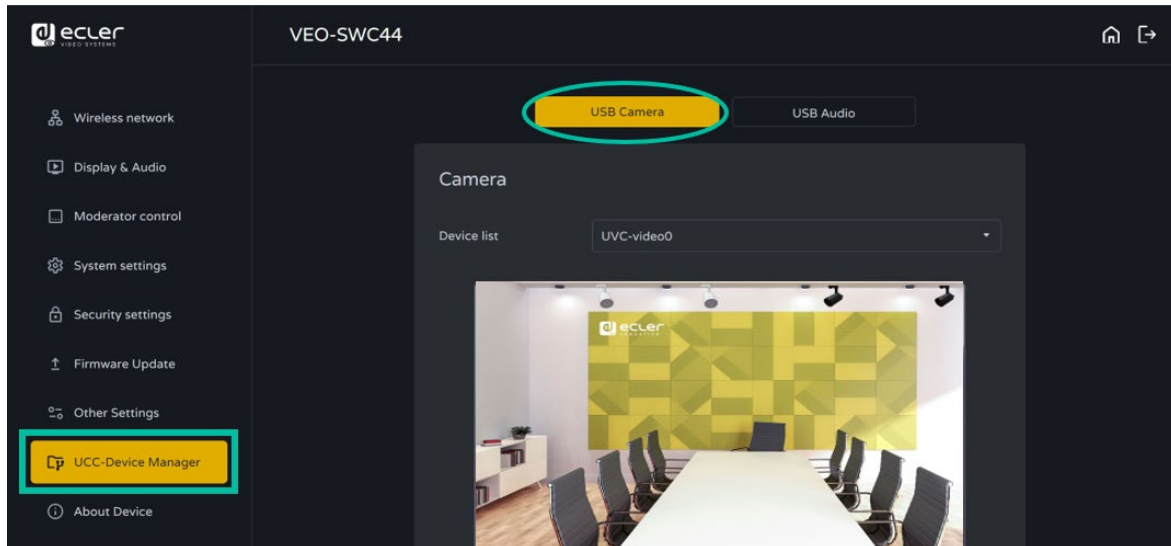 ecler
VIDEO SYSTEMS
VEO-SWC44
Wireless network
Display & Audio
Moderator control
System settings
Security settings
Firmware Update
Other Settings
UCC-Device Manager
About Device
USB Camera
USB Audio
Camera
Device list
UVC-video0
ecler